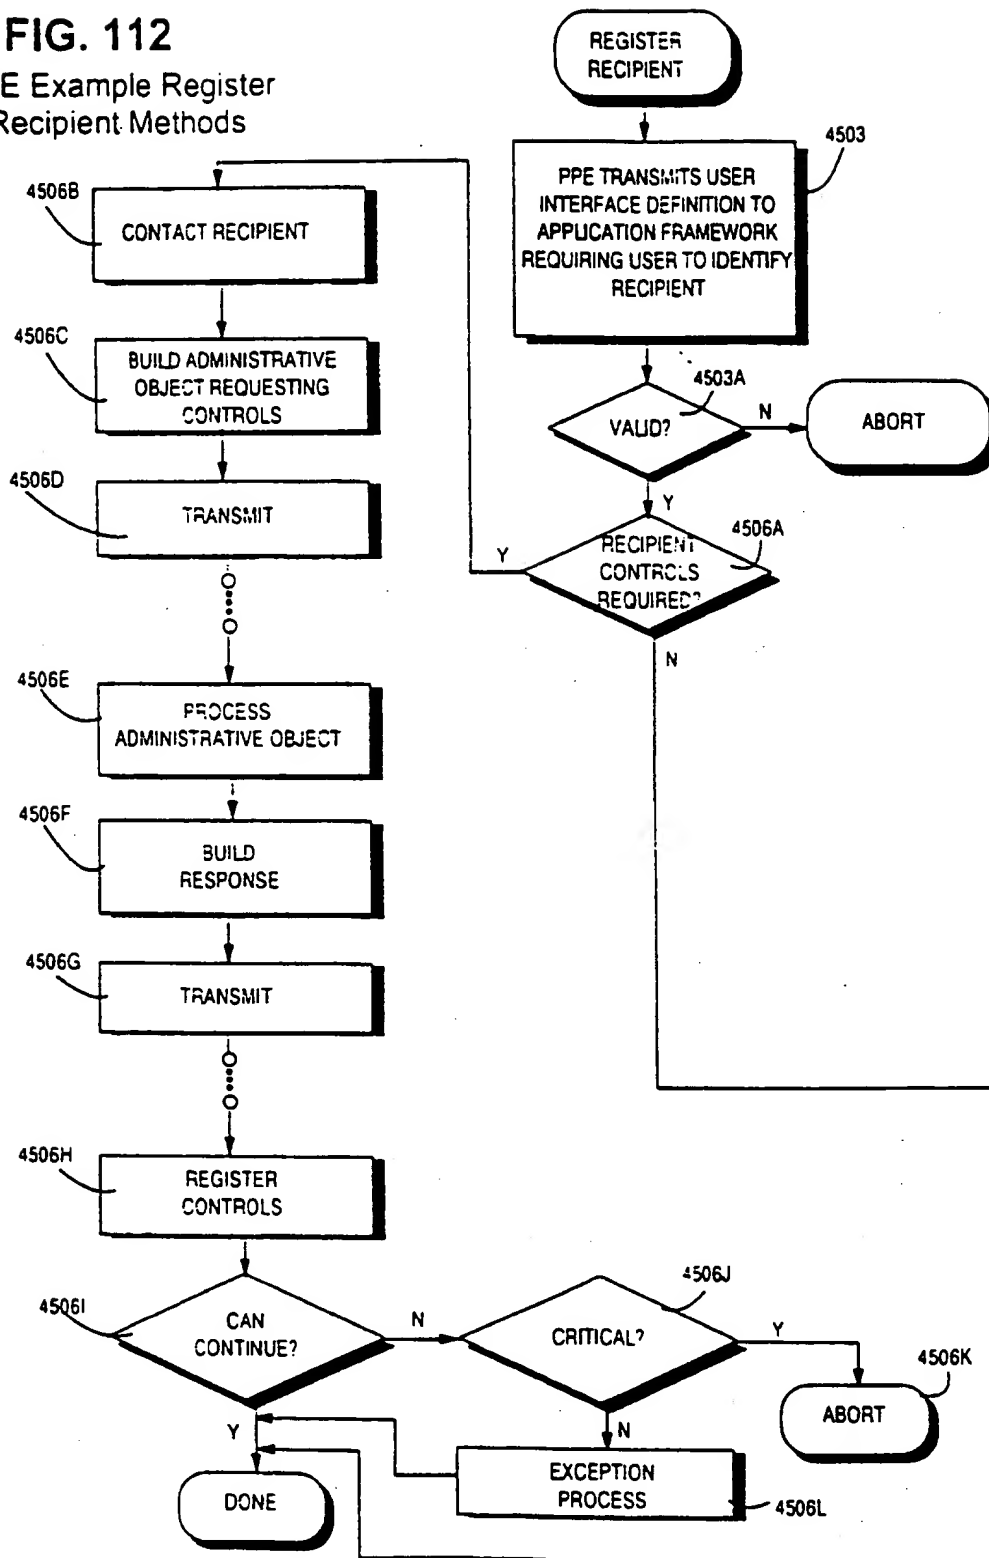 FIG. 112
E Example Register
Recipient Methods
REGISTER
RECIPIENT
4503
PPE TRANSMITS USER
INTERFACE DEFINITION TO
APPLICATION FRAMEWORK
REQUIRING USER TO IDENTIFY
RECIPIENT
4503A
VALID?
N
ABORT
Y
4506A
RECIPIENT
CONTROLS
REQUIRED?
Y
N
4506B
CONTACT RECIPIENT
4506C
BUILD ADMINISTRATIVE
OBJECT REQUESTING
CONTROLS
4506D
TRANSMIT
4506E
PROCESS
ADMINISTRATIVE OBJECT
4506F
BUILD
RESPONSE
4506G
TRANSMIT
4506H
REGISTER
CONTROLS
4506I
CAN
CONTINUE?
N
4506J
CRITICAL?
Y
4506K
ABORT
N
Y
EXCEPTION
PROCESS
4506L
DONE